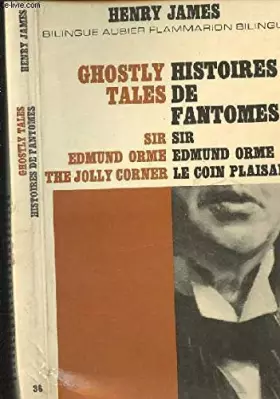 HENRY JAMES
BILINGUE AUBIER FLAMMARION BILINGU
GHOSTLY TALES
HISTOIRES DE FANTOMES
SIR EDMUND ORME
THE JOLLY CORNER
SIR EDMUND ORME
LE COIN PLAISA
HENRY JAMES
GHOSTLY TALES
HISTOIRES DE FANTOMES
36